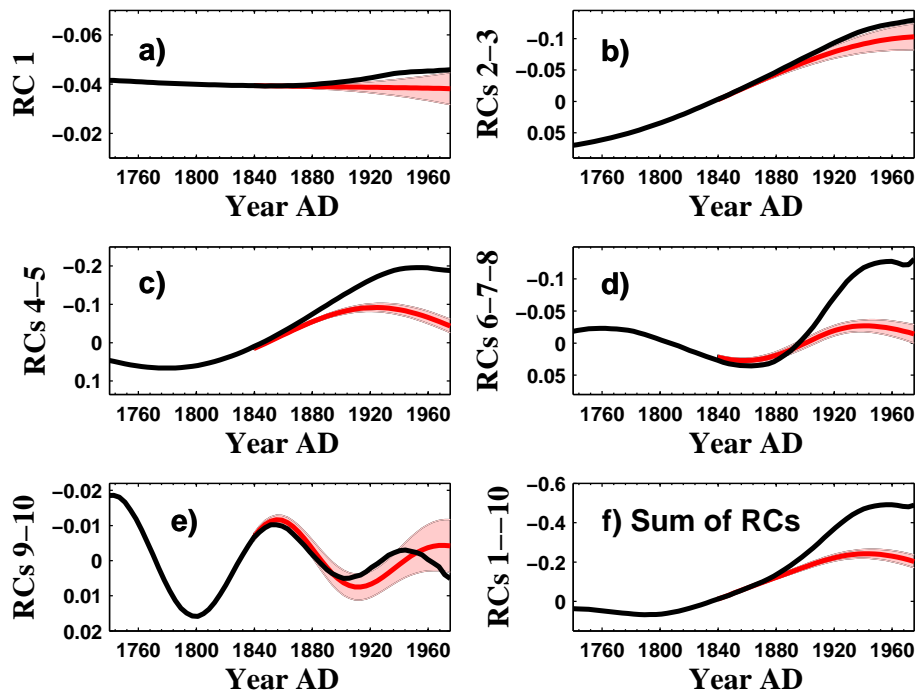 a)
RC 1
−0.06
−0.04
−0.02
1760 1800 1840 1880 1920 1960
Year AD
b)
RCs 2−3
−0.1
−0.05
0
0.05
1760 1800 1840 1880 1920 1960
Year AD
c)
RCs 4−5
−0.2
−0.1
0
0.1
1760 1800 1840 1880 1920 1960
Year AD
d)
RCs 6−7−8
−0.1
−0.05
0
0.05
1760 1800 1840 1880 1920 1960
Year AD
e)
RCs 9−10
−0.02
−0.01
0
0.01
0.02
1760 1800 1840 1880 1920 1960
Year AD
f) Sum of RCs
RCs 1−−10
−0.6
−0.4
−0.2
0
1760 1800 1840 1880 1920 1960
Year AD